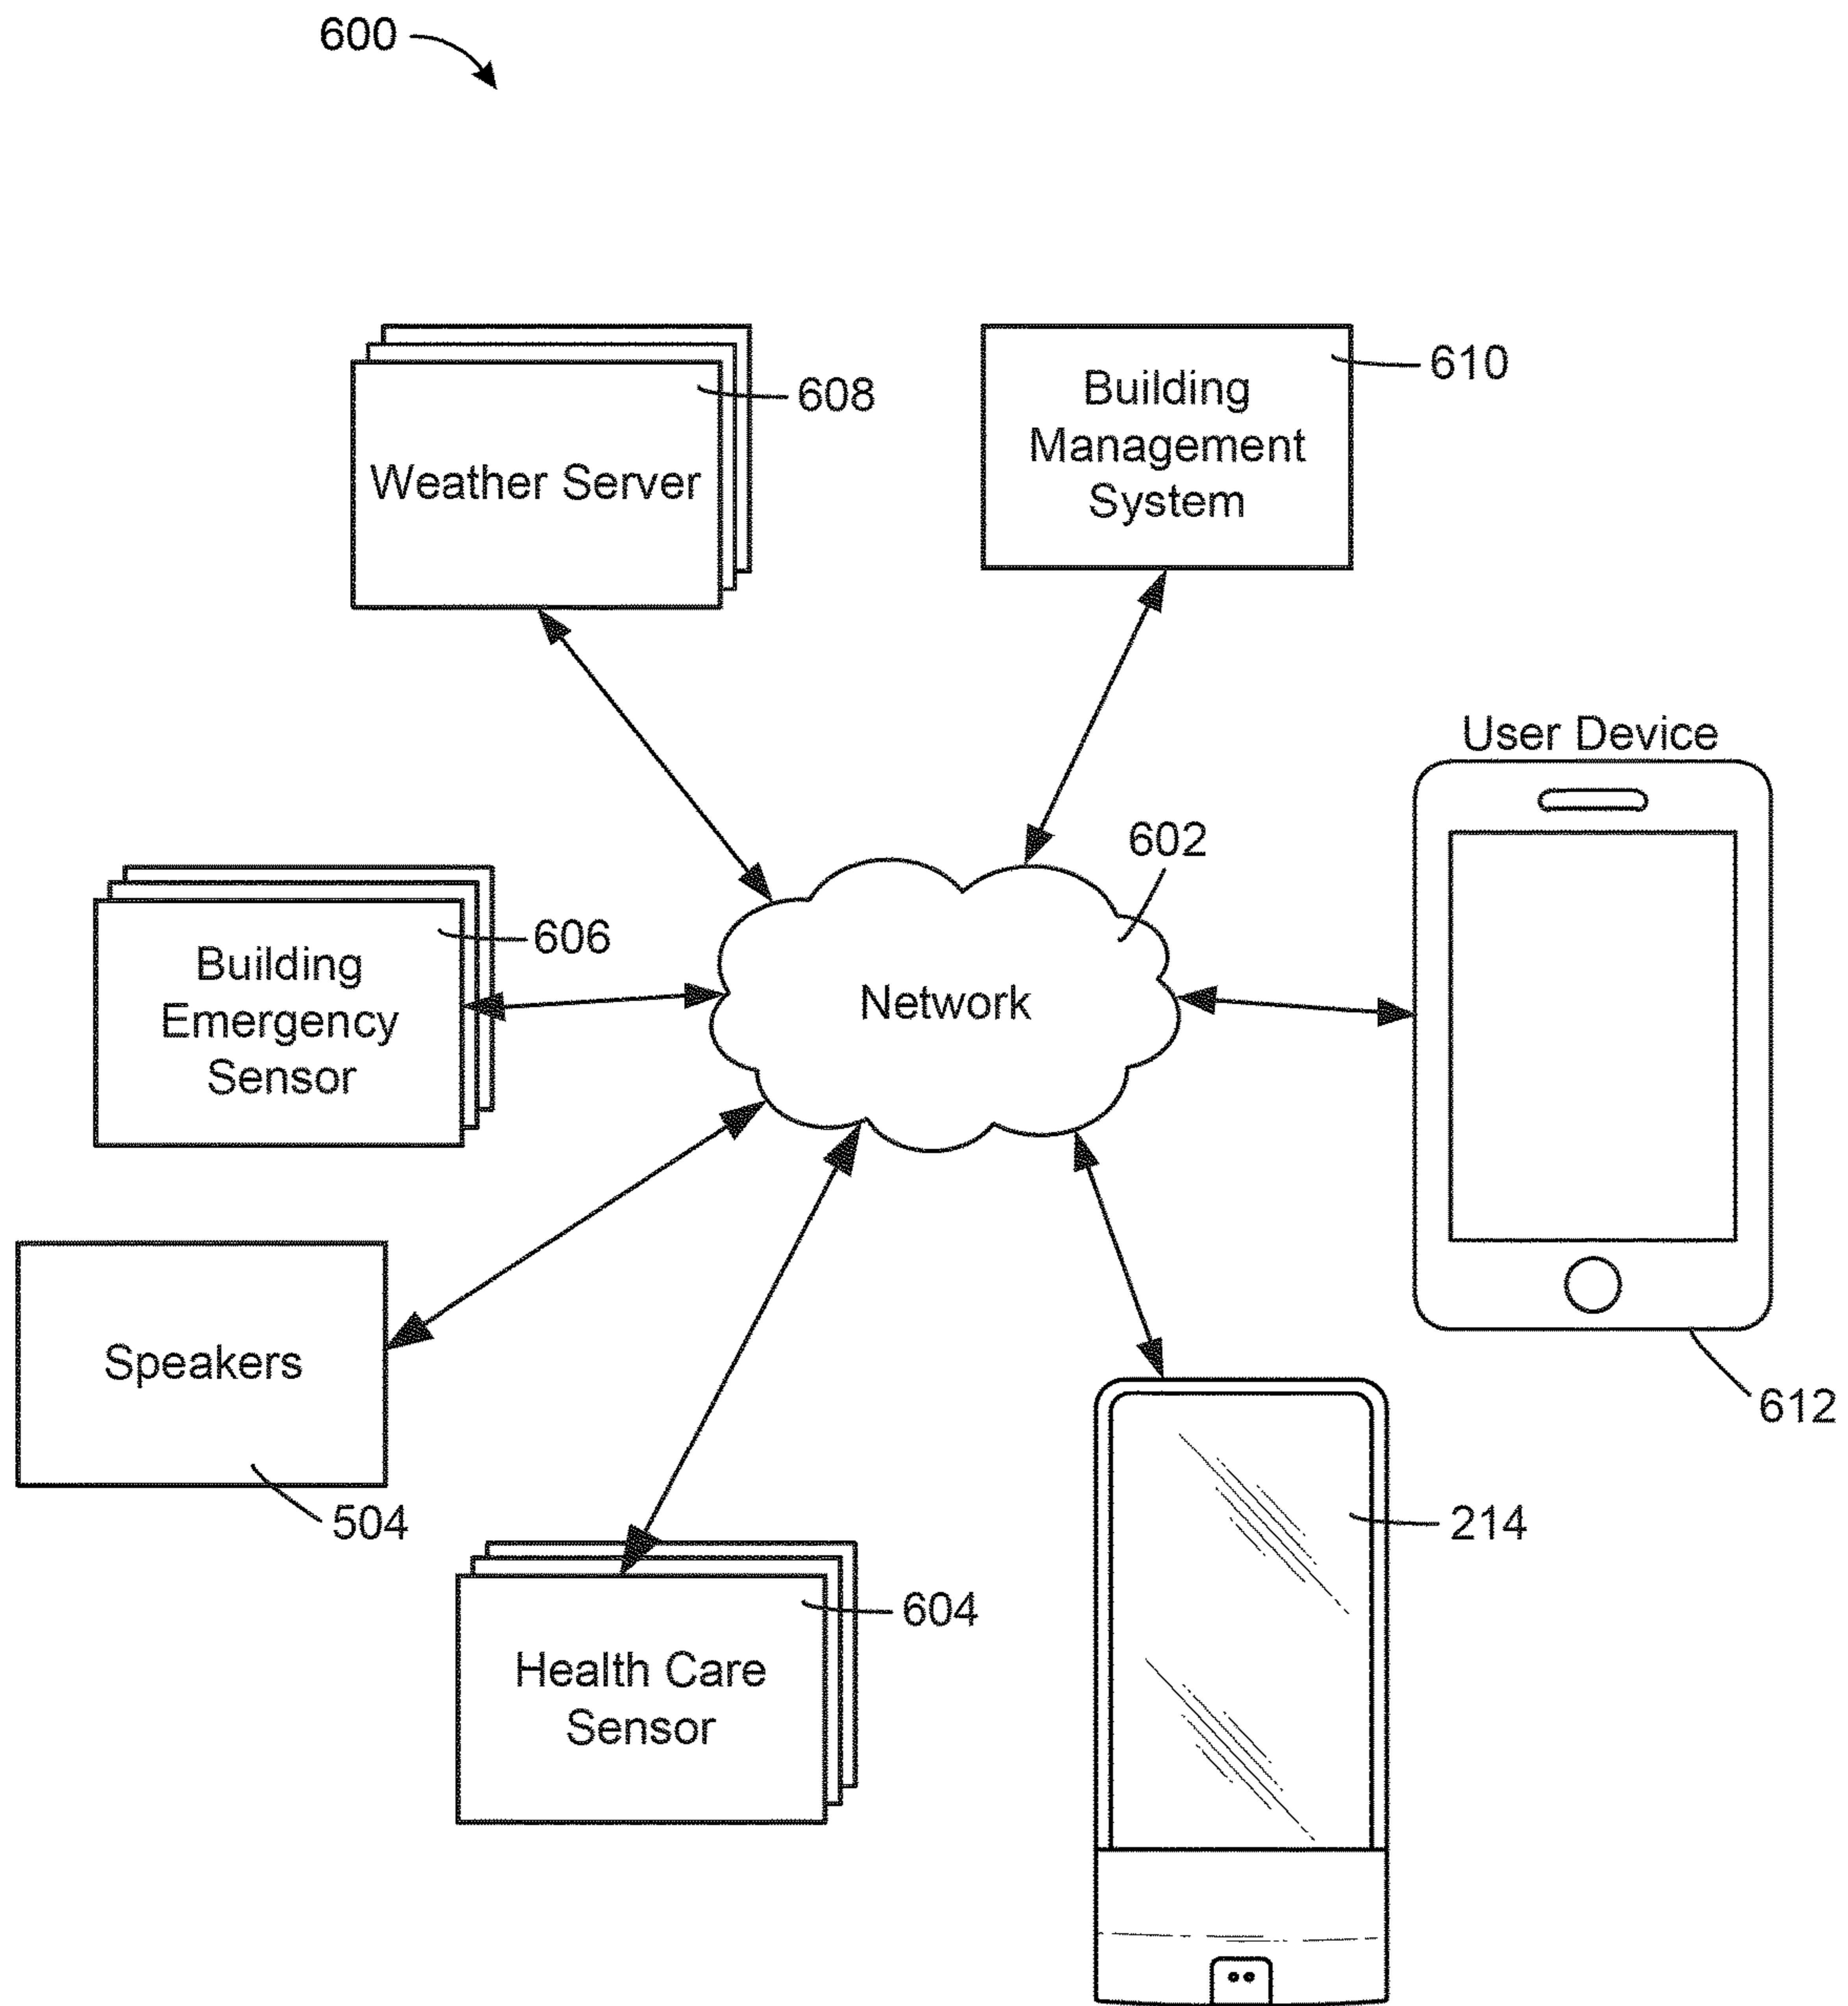 600
608
Weather Server
610
Building
Management
System
User Device
602
606
Building
Emergency
Sensor
Network
Speakers
504
612
214
604
Health Care
Sensor